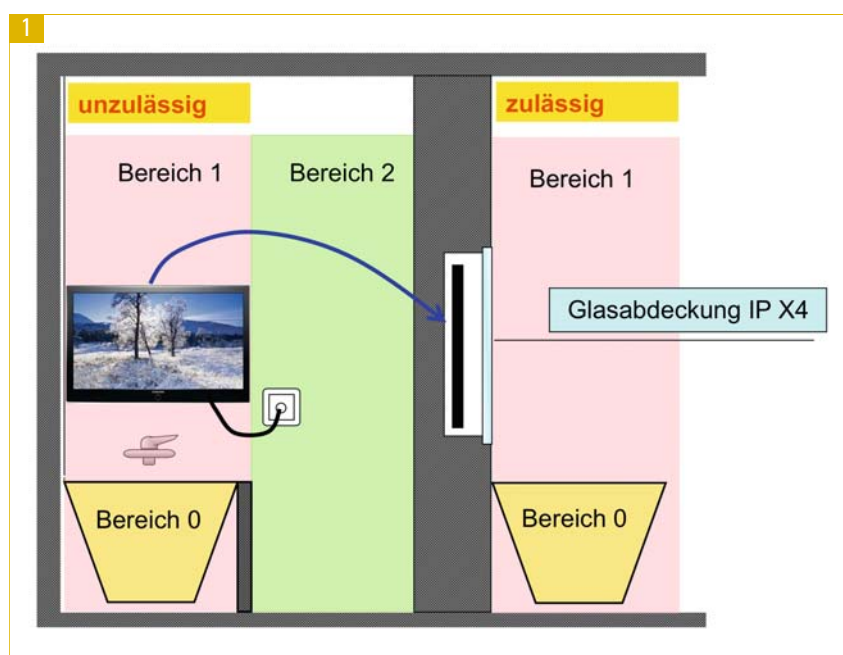 1
unzulässig
zulässig
Bereich 1
Bereich 2
Bereich 1
Glasabdeckung IP X4
Bereich 0
Bereich 0